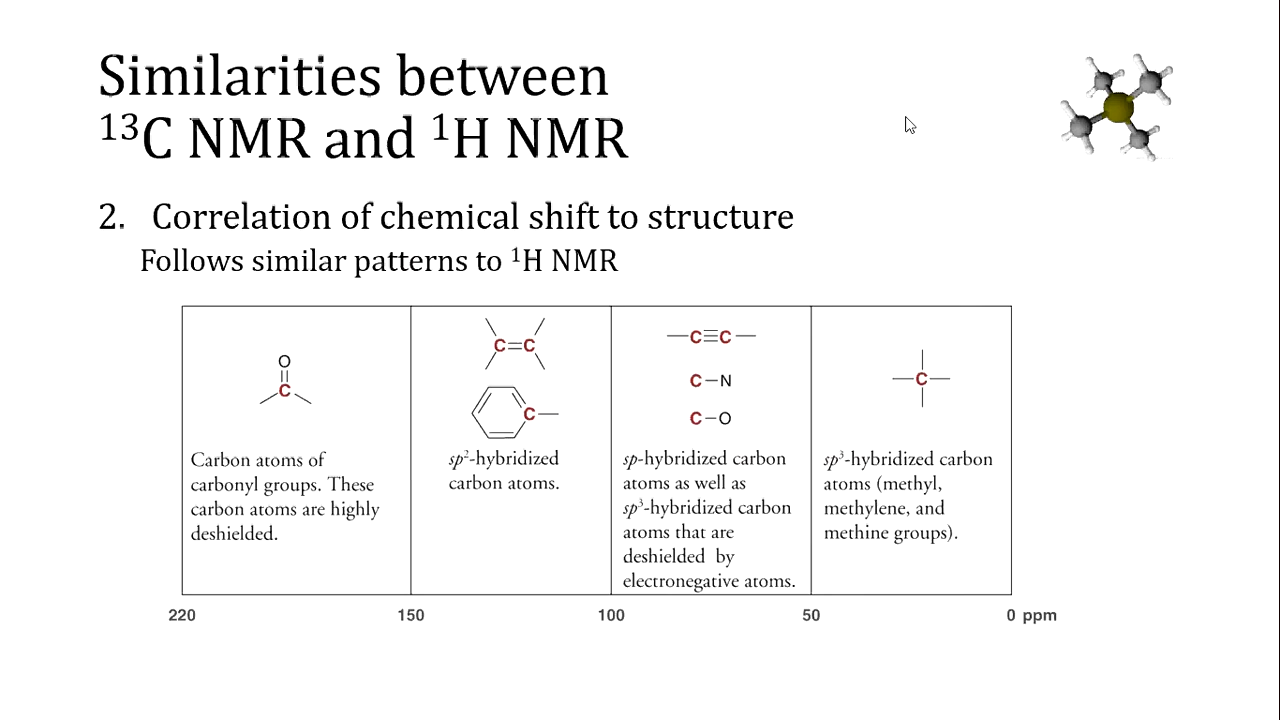 Similarities between
¹³C NMR and ¹H NMR
2. Correlation of chemical shift to structure
Follows similar patterns to ¹H NMR
O
C
Carbon atoms of
carbonyl groups. These
carbon atoms are highly
deshielded.
C=C
C
sp²-hybridized
carbon atoms.
C≡C
C–N
C–O
sp-hybridized carbon
atoms as well as
sp³-hybridized carbon
atoms that are
deshielded by
electronegative atoms.
C
sp³-hybridized carbon
atoms (methyl,
methylene, and
methine groups).
220 150 100 50 0 ppm